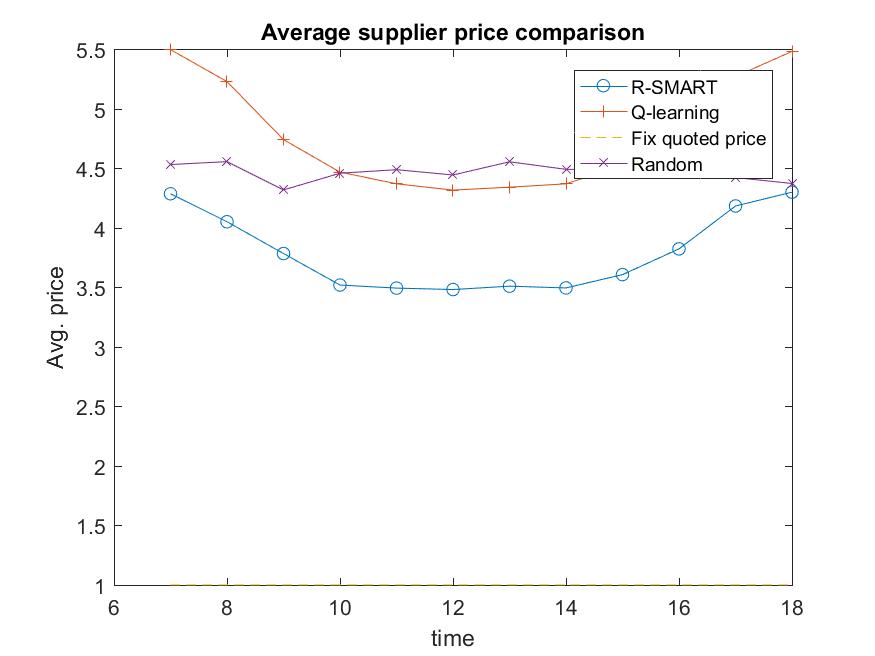 Average supplier price comparison
5.5
5
4.5
4
3.5
3
2.5
2
1.5
1
Avg. price
R-SMART
Q-learning
Fix quoted price
Random
6 8 10 12 14 16 18
time